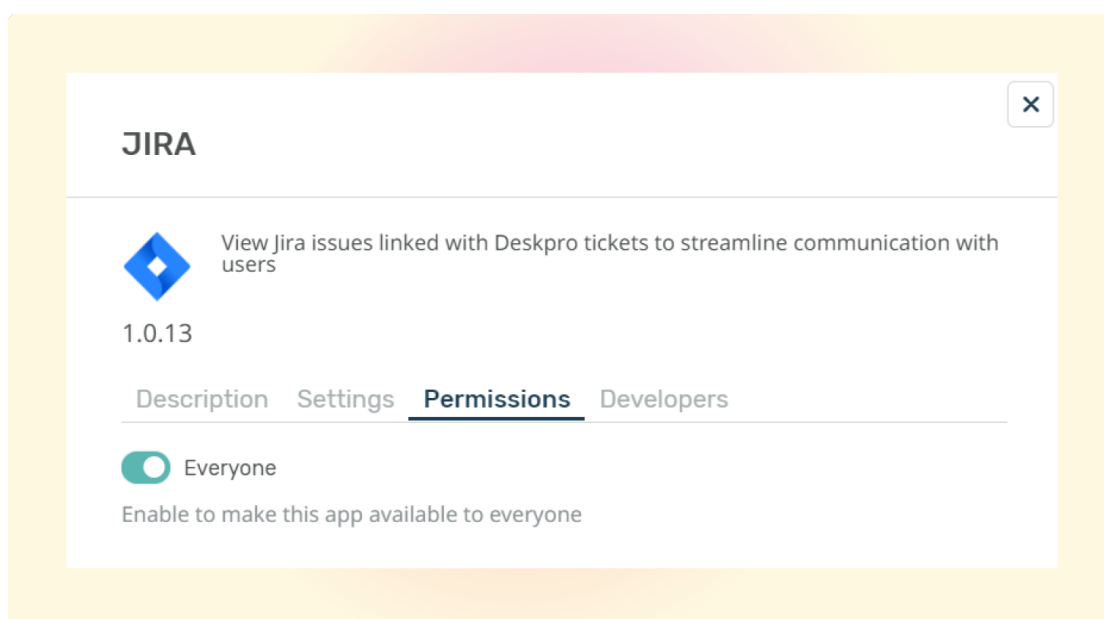 JIRA
View Jira issues linked with Deskpro tickets to streamline communication with
users
1.0.13
Description Settings Permissions Developers
Everyone
Enable to make this app available to everyone